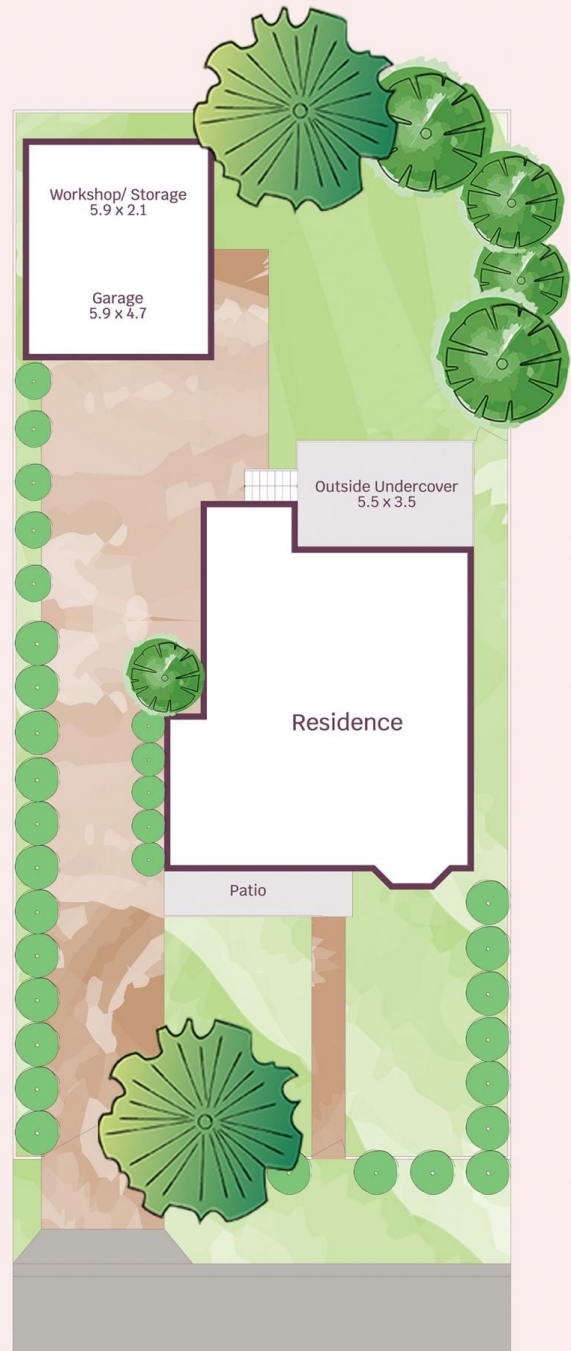 Workshop/ Storage
5.9 x 2.1
Garage
5.9 x 4.7
Outside Undercover
5.5 x 3.5
Residence
Patio